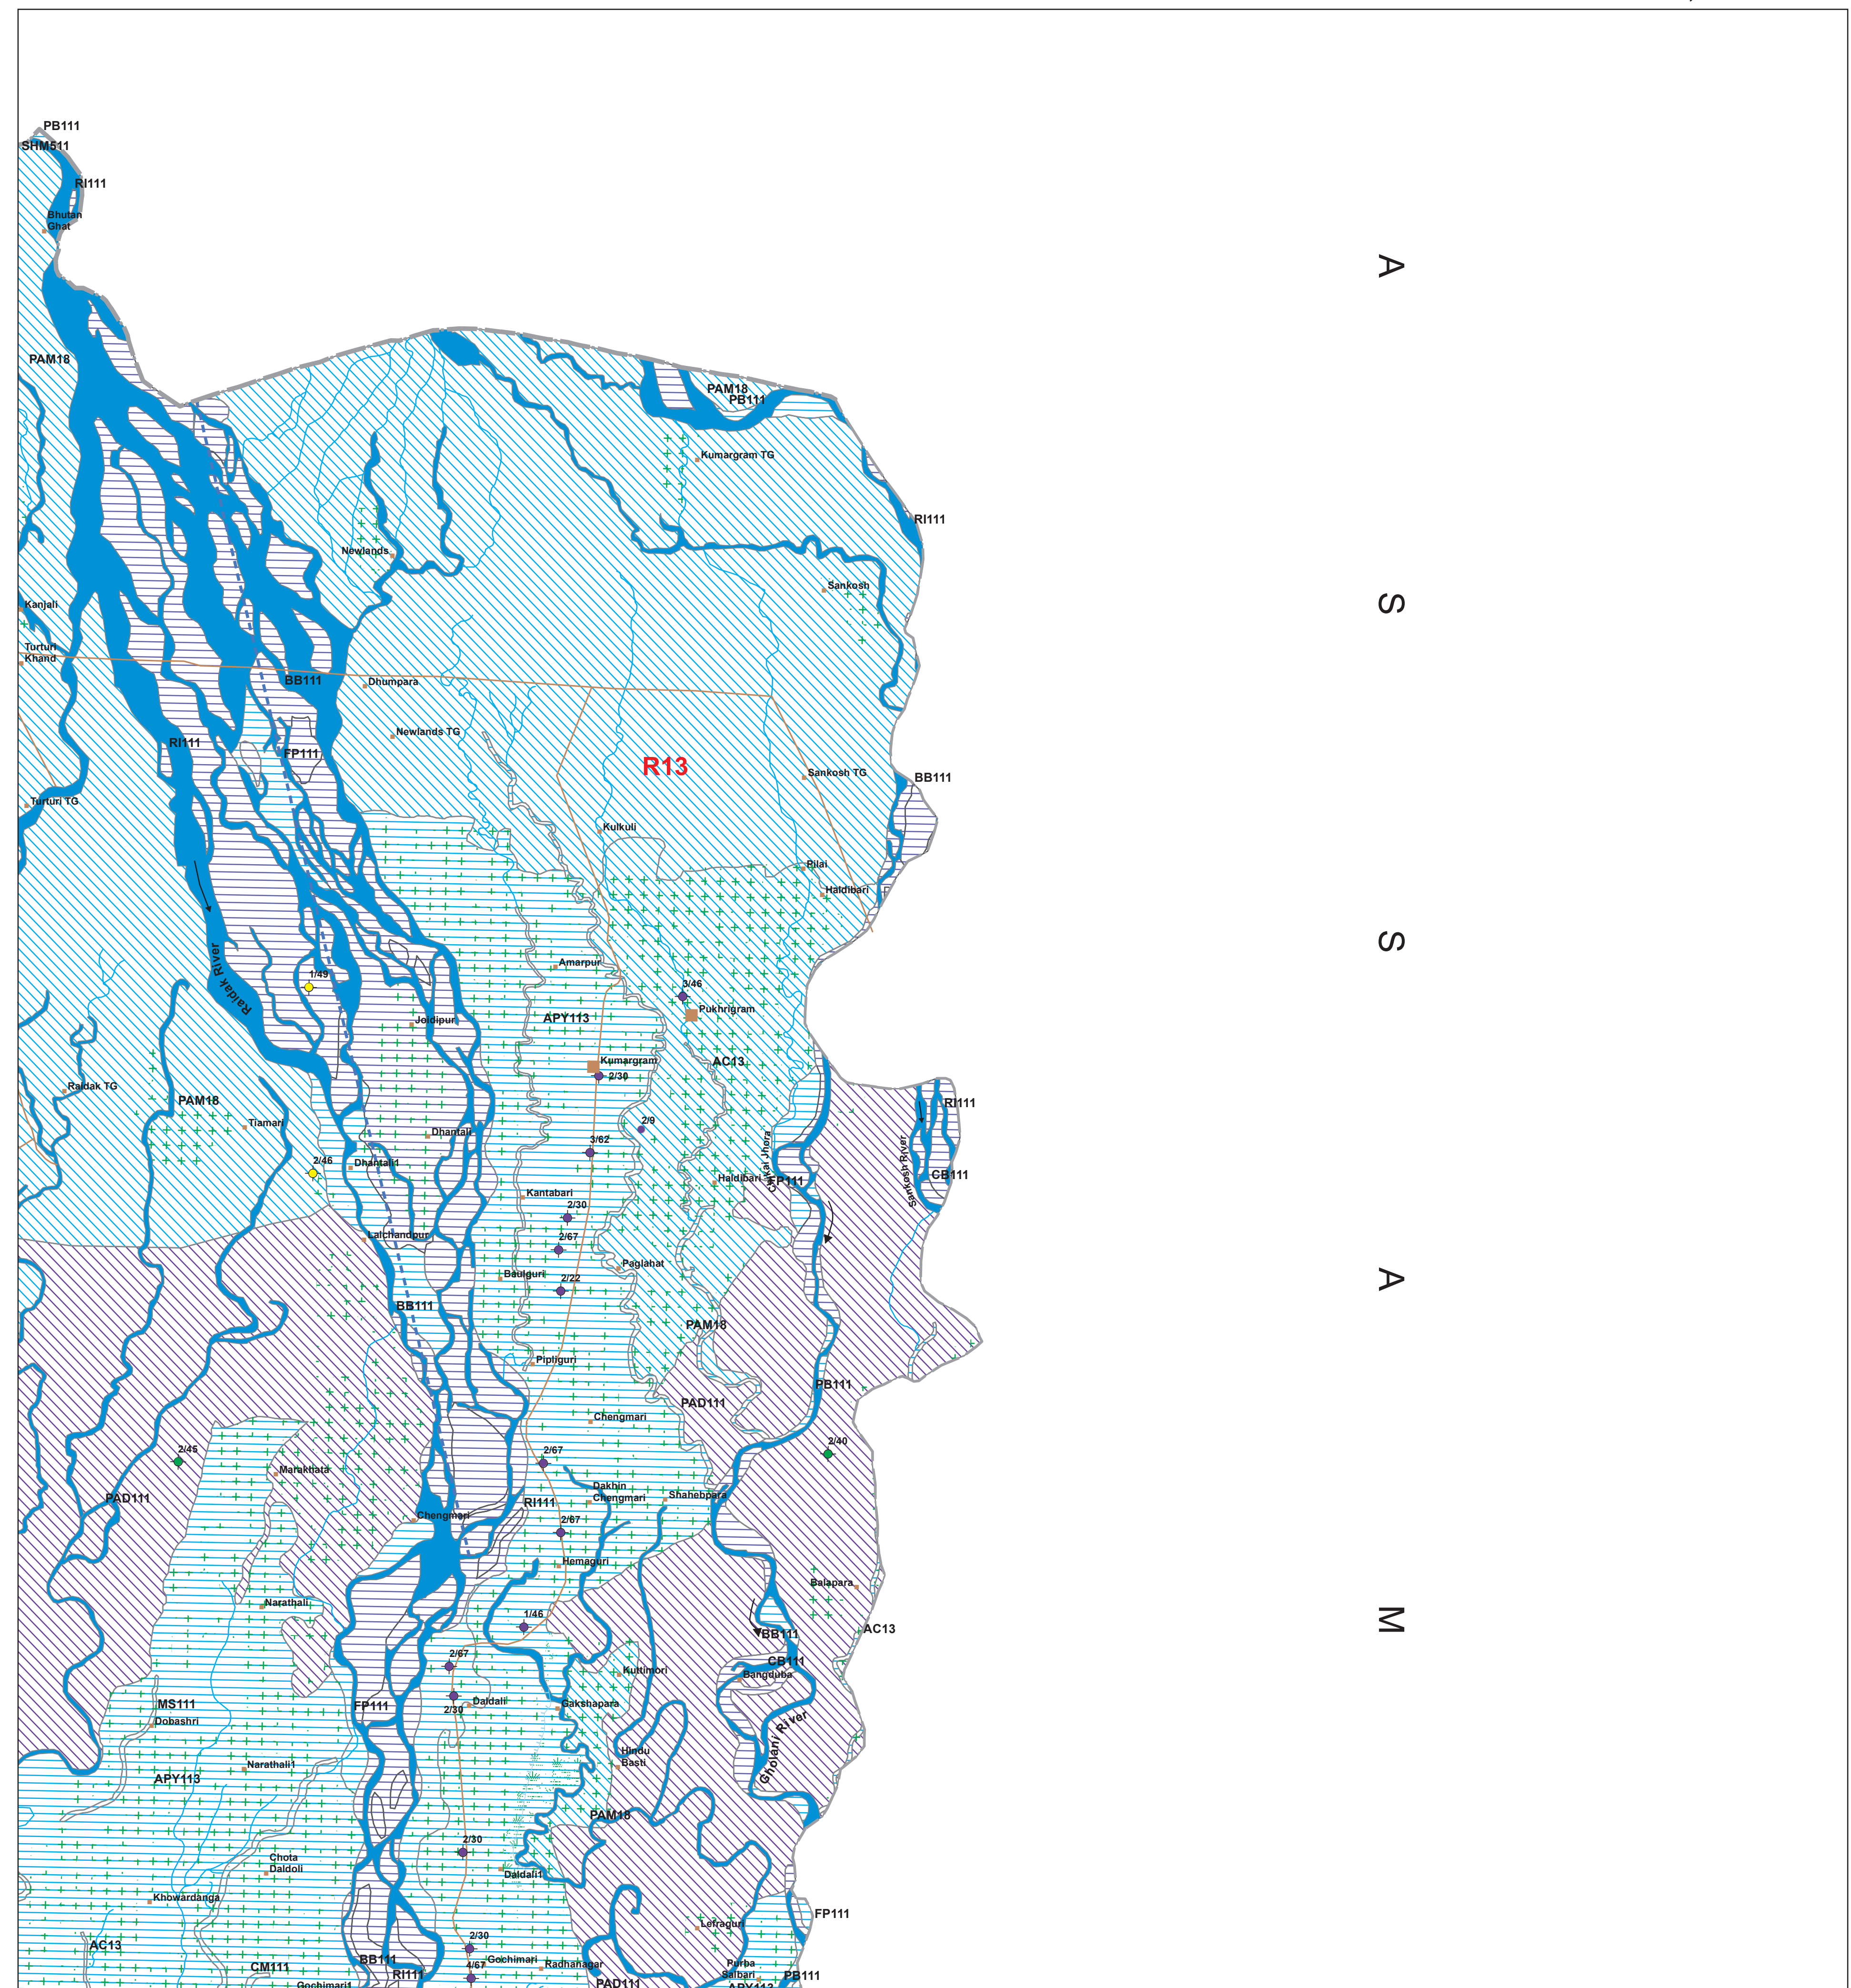 PB111
SHM511
RI111
Bhutan
Ghat
A
PAM18
PAM18
PB111
Kumargram TG
RI111
Newlands
Sankosh
Kanjali
S
Turturi
Khand
BB111
Dhumpara
Newlands TG
RI111
FP111
R13
Sankosh TG
BB111
Turturi TG
Kulkuli
Pilai
Haldibari
S
Raidak River
1/49
Amarpur
3/46
Pukhrigram
Joidipur
APY113
Kumargram
AC13
2/30
Raidak TG
PAM18
RI111
Tiamari
2/9
Dhantali
3/62
2/46
Dhantali1
Sankosh River
CB111
Haldibari
FP111
Kantabari
2/30
Lalchandpur
2/67
Paglahat
Baulguri
2/22
A
BB111
PAM18
Pipliguri
PB111
PAD111
Chengmari
2/45
2/67
2/40
Marakhata
PAD111
Dakhin
Chengmari
Shahebpara
RI111
Chengmari
2/67
Hemaguri
Balapara
Narathali
1/46
AC13
M
BB111
2/67
CB111
Kuttimori
Bangduba
MS111
FP111
Daldali
Gakshapara
2/30
Dobashri
Gholani River
Hindu
Basti
Narathali1
APY113
PAM18
2/30
Chota
Daldoli
Daldali1
Khowardanga
FP111
Lefraguri
2/30
AC13
BB111
Gochimari
Radhanagar
Purba
Salbari
CM111
4/67
RI111
PB111
Gochimari1
PAD111
APY113